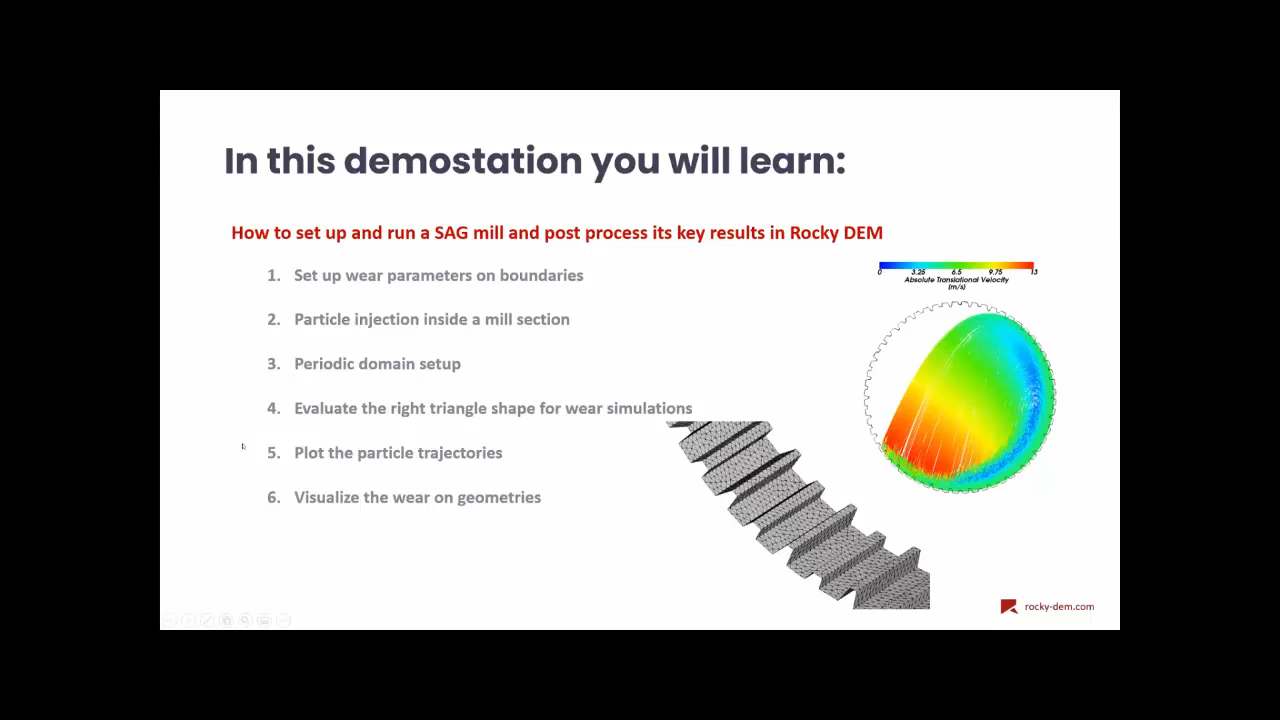 In this demostation you will learn:
How to set up and run a SAG mill and post process its key results in Rocky DEM
1. Set up wear parameters on boundaries
2. Particle injection inside a mill section
3. Periodic domain setup
4. Evaluate the right triangle shape for wear simulations
5. Plot the particle trajectories
6. Visualize the wear on geometries
0 3.25 6.5 9.75 13
Absolute Translational Velocity
(m/s)
rocky-dem.com